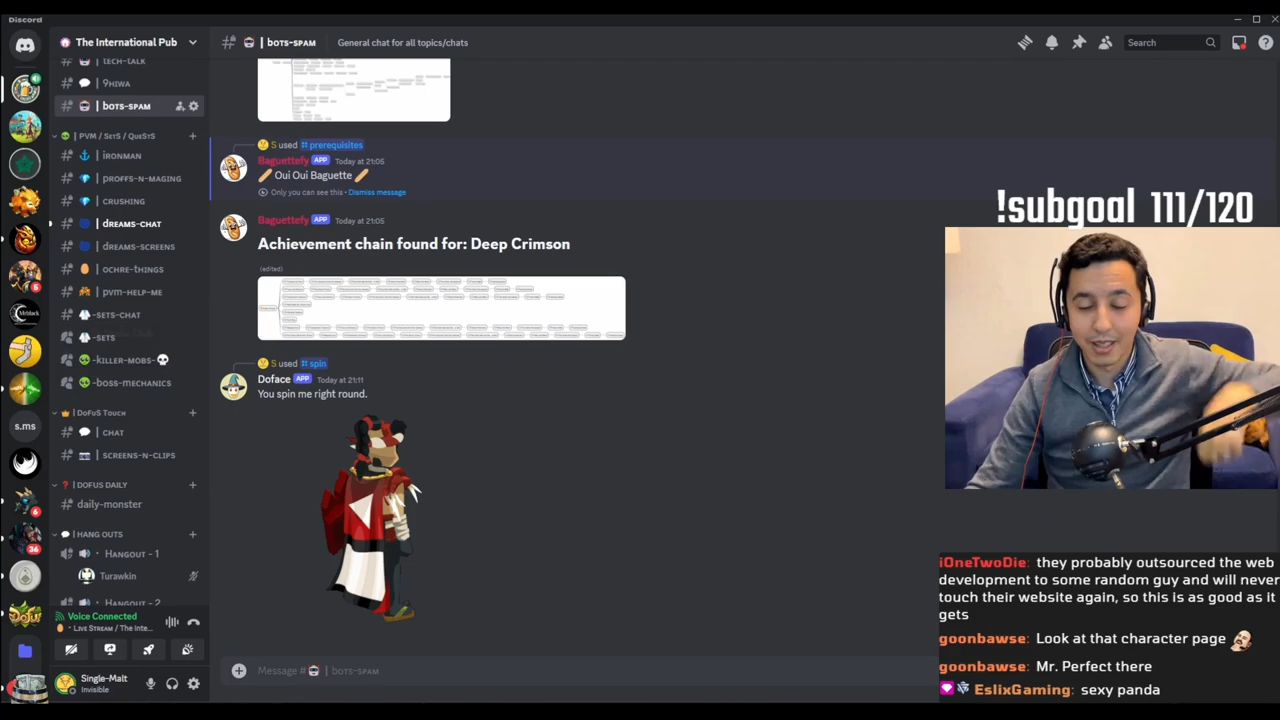 Discord
The International Pub
# | BOTS-SPAM
General chat for all topics/chats
Search
TECH-TALK
9HIWA
BOTS-SPAM
PVM / SETS / QUESTS
IRONMAN
PROFFS-N-MAGING
CRUSHING
DREAMS-CHAT
DREAMS-SCREENS
OCHRE-THINGS
PVM-HELP-ME
-SETS-CHAT
-SETS
-KILLER-MOBS-
-BOSS-MECHANICS
DOFUS TOUCH
CHAT
SCREENS-N-CLIPS
DOFUS DAILY
daily-monster
HANG OUTS
HANGOUT - 1
Turawkin
HANGOUT - 2
Voice Connected
LIVE STREAM / The Inte...
Single-Malt
Invisible
Mrblack
s.ms
6
6
36
S used # prerequisites
Baguettefy APP Today at 21:05
Oui Oui Baguette
Only you can see this • Dismiss message
Baguettefy APP Today at 21:05
Achievement chain found for: Deep Crimson
(edited)
S used # spin
Doface APP Today at 21:11
You spin me right round.
Message # | BOTS-SPAM
!subgoal 111/120
iOneTwoDie: they probably outsourced the web
development to some random guy and will never
touch their website again, so this is as good as it
gets
goonbawse: Look at that character page
goonbawse: Mr. Perfect there
EslixGaming: sexy panda